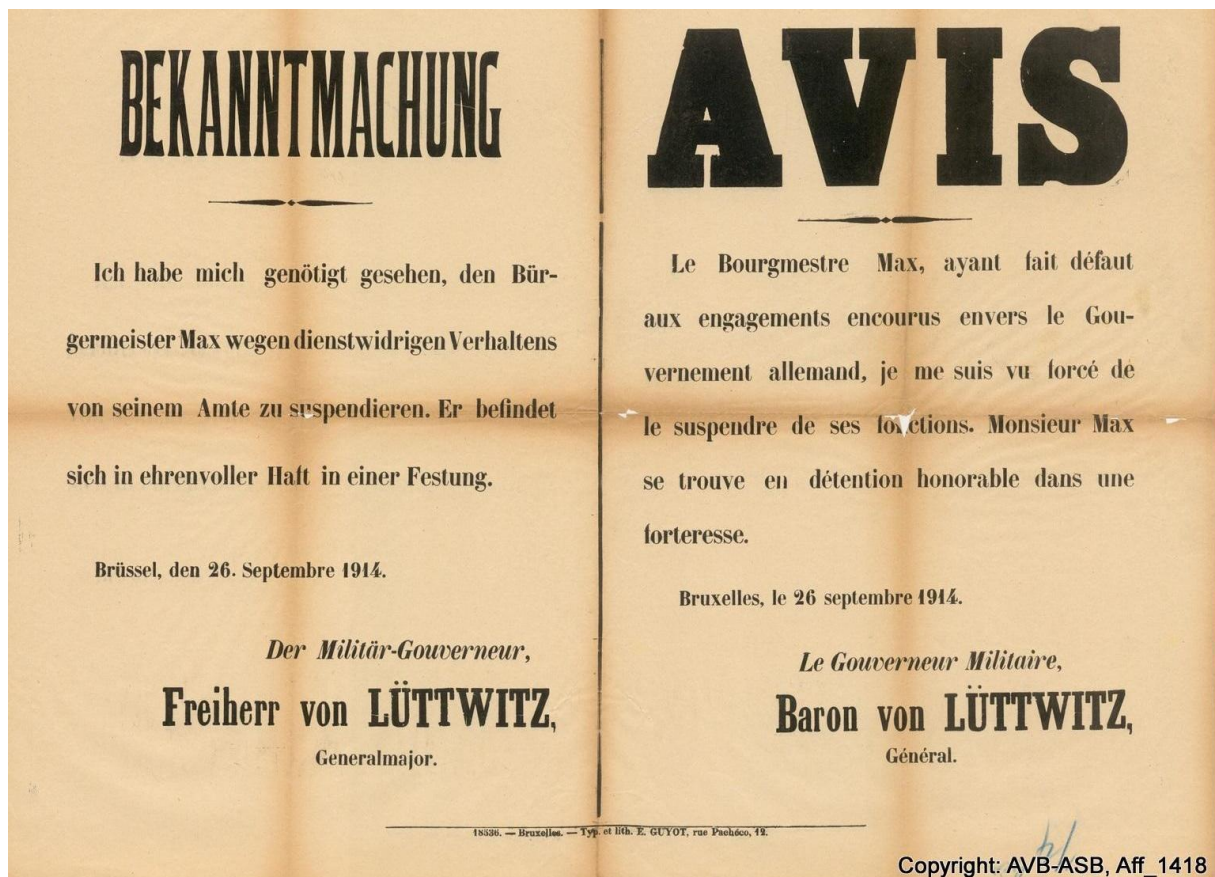 BEKANNTMACHUNG
Ich habe mich genötigt gesehen, den Bür-
germeister Max wegen dienstwidrigen Verhaltens
von seinem Amte zu suspendieren. Er befindet
sich in ehrenvoller Haft in einer Festung.
Brüssel, den 26. Septembre 1914.
Der Militär-Gouverneur,
Freiherr von LÜTTWITZ,
Generalmajor.
AVIS
Le Bourgmestre Max, ayant fait défaut
aux engagements encourus envers le Gou-
vernement allemand, je me suis vu forcé de
le suspendre de ses fonctions. Monsieur Max
se trouve en détention honorable dans une
forteresse.
Bruxelles, le 26 septembre 1914.
Le Gouverneur Militaire,
Baron von LÜTTWITZ,
Général.
18536. — Bruxelles. — Typ. et lith. E. GUYOT, rue Pachéco, 12.
Copyright: AVB-ASB, Aff_1418